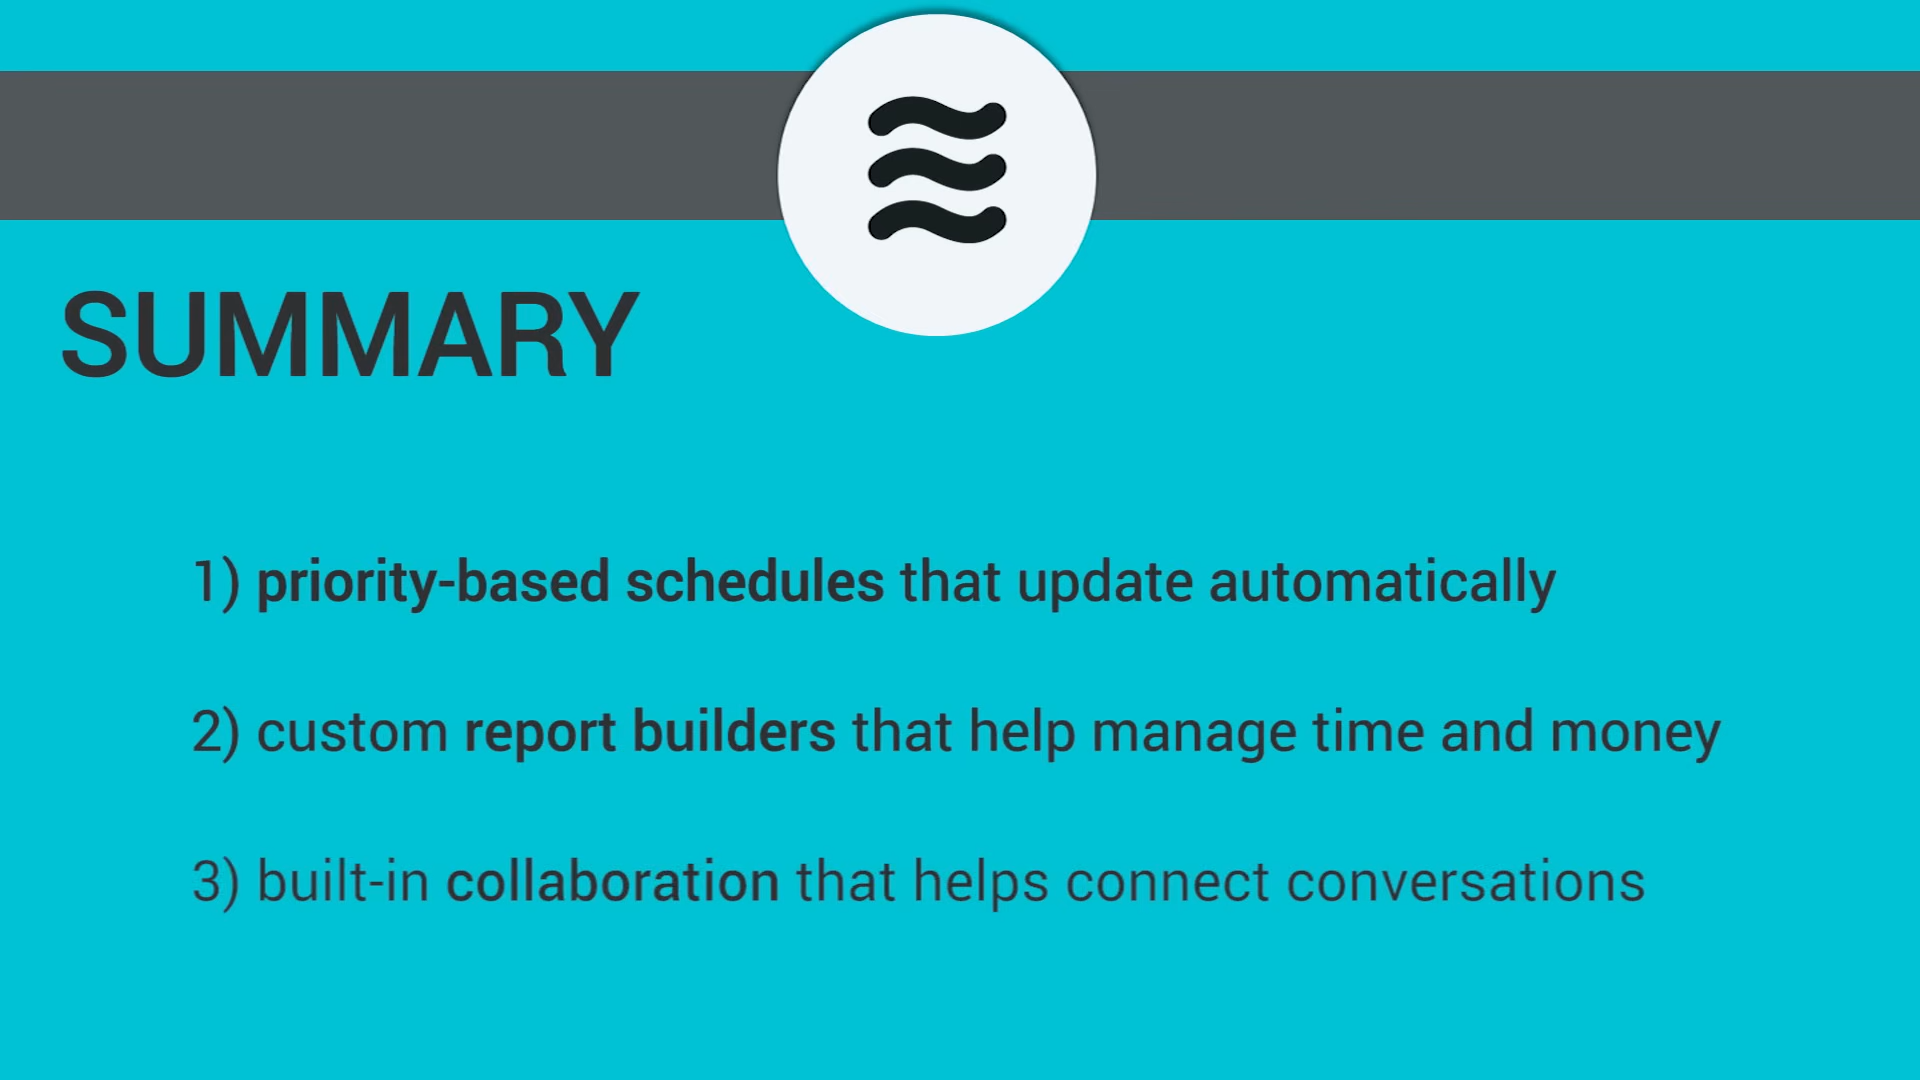 SUMMARY
1) priority-based schedules that update automatically
2) custom report builders that help manage time and money
3) built-in collaboration that helps connect conversations